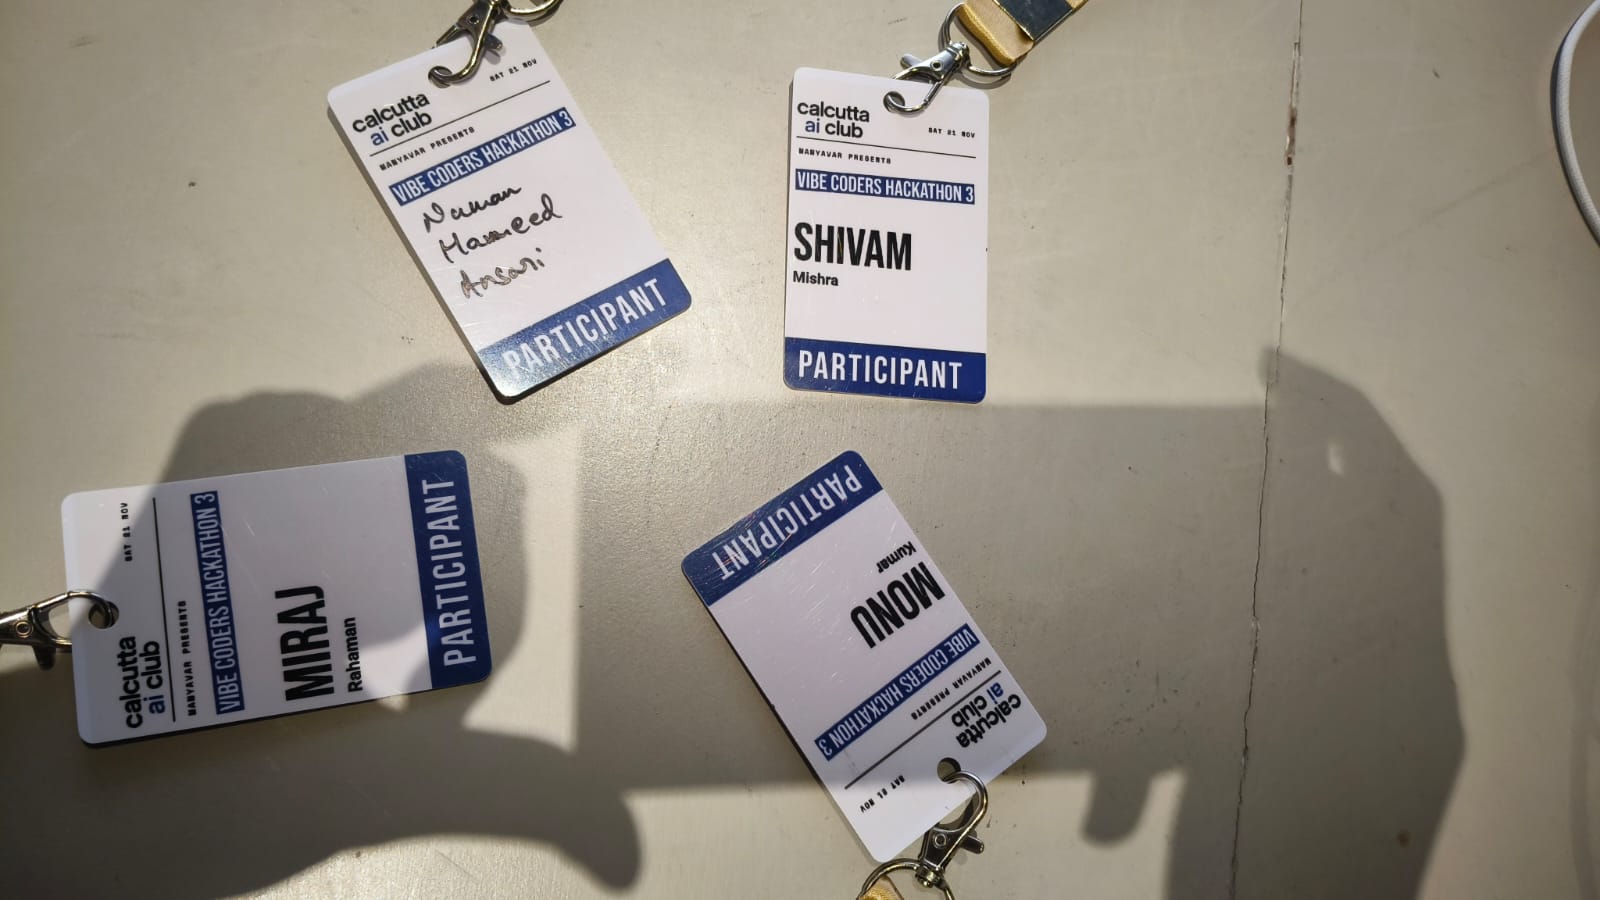 calcutta
ai club
SAT 21 NOV
MANYAVAR PRESENTS
VIBE CODERS HACKATHON 3
Naman
Hameed
Ansari
PARTICIPANT
calcutta
ai club
SAT 21 NOV
MANYAVAR PRESENTS
VIBE CODERS HACKATHON 3
SHIVAM
Mishra
PARTICIPANT
calcutta
ai club
SAT 21 NOV
MANYAVAR PRESENTS
VIBE CODERS HACKATHON 3
MIRAJ
Rahaman
PARTICIPANT
calcutta
ai club
SAT 21 NOV
MANYAVAR PRESENTS
VIBE CODERS HACKATHON 3
MONU
Kumar
PARTICIPANT